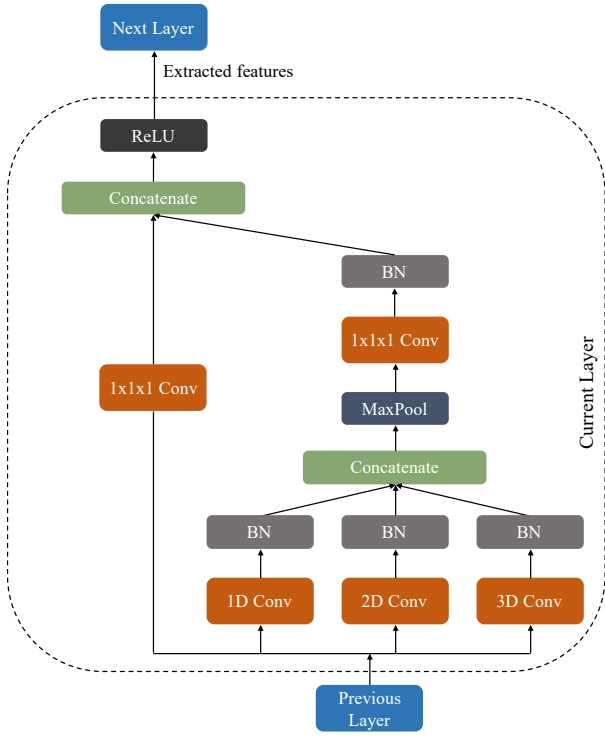 Next Layer
Extracted features
ReLU
Concatenate
BN
1x1x1 Conv
1x1x1 Conv
MaxPool
Current Layer
Concatenate
BN
BN
BN
1D Conv
2D Conv
3D Conv
Previous
Layer